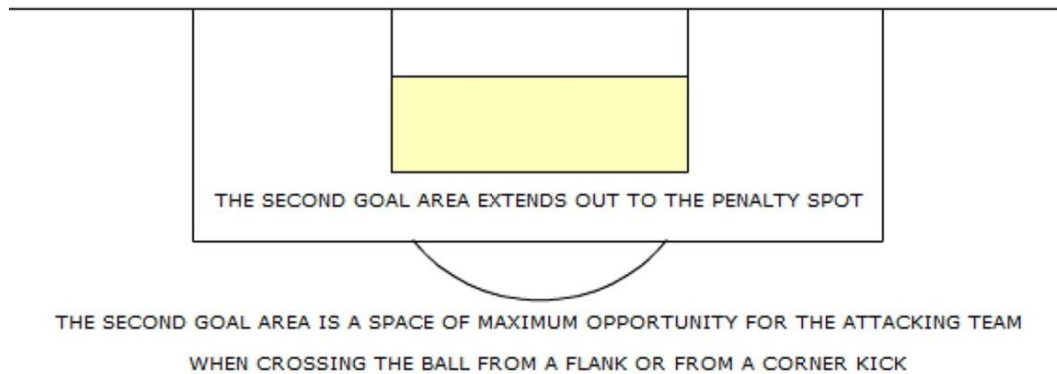 THE SECOND GOAL AREA EXTENDS OUT TO THE PENALTY SPOT
THE SECOND GOAL AREA IS A SPACE OF MAXIMUM OPPORTUNITY FOR THE ATTACKING TEAM
WHEN CROSSING THE BALL FROM A FLANK OR FROM A CORNER KICK